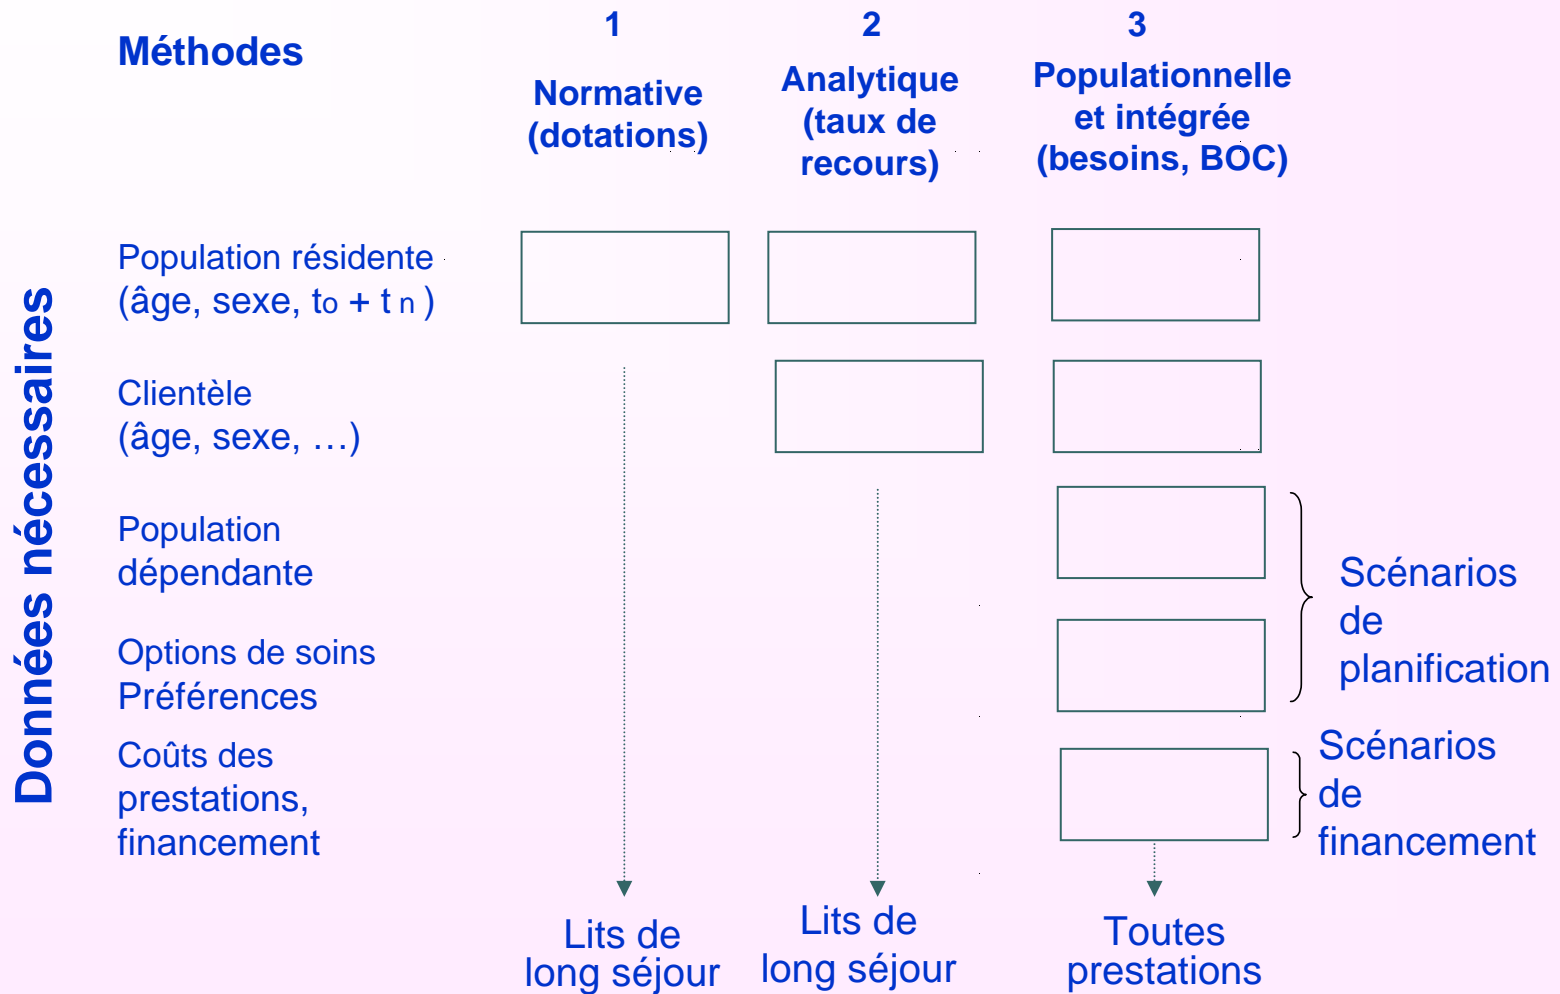 Méthodes
1
Normative
(dotations)
2
Analytique
(taux de
recours)
3
Populationnelle
et intégrée
(besoins, BOC)
Données nécessaires
Population résidente
(âge, sexe, to + t n )
Clientèle
(âge, sexe, …)
Population
dépendante
Options de soins
Préférences
Coûts des
prestations,
financement
Scénarios
de
planification
Scénarios
de
financement
Lits de
long séjour
Lits de
long séjour
Toutes
prestations